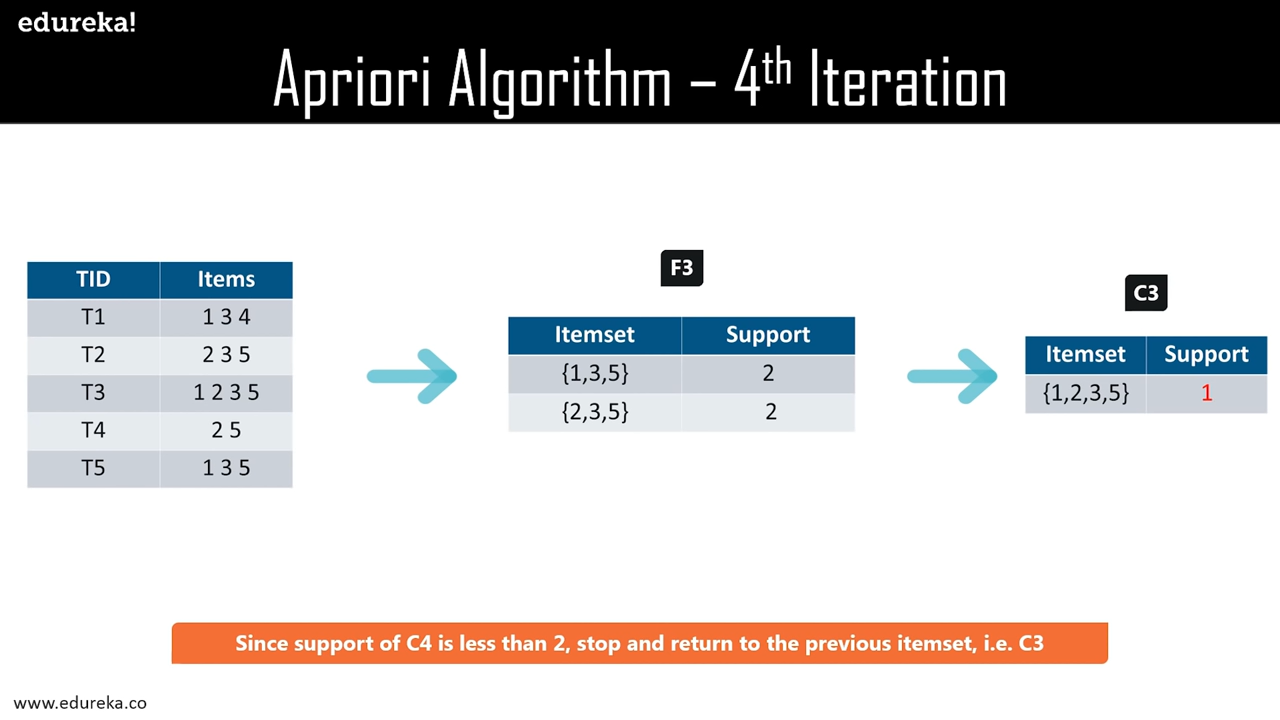 edureka!
Apriori Algorithm – 4th Iteration
TID Items
T1 1 3 4
T2 2 3 5
T3 1 2 3 5
T4 2 5
T5 1 3 5
F3
Itemset Support
{1,3,5} 2
{2,3,5} 2
C3
Itemset Support
{1,2,3,5} 1
Since support of C4 is less than 2, stop and return to the previous itemset, i.e. C3
www.edureka.co